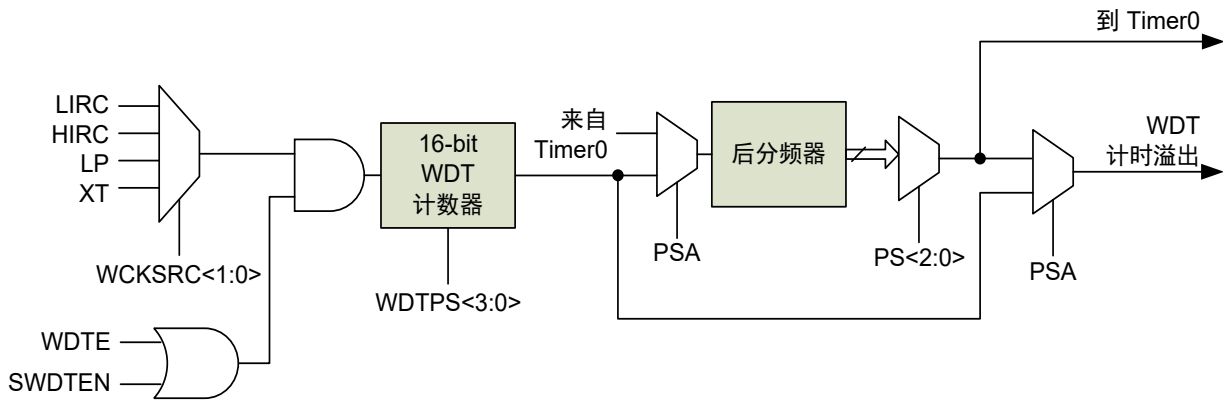 到 Timer0
LIRC
HIRC
LP
XT
WCKSRC<1:0>
WDTE
SWDTEN
16-bit
WDT
计数器
WDTPS<3:0>
来自
Timer0
PSA
后分频器
PS<2:0>
PSA
WDT
计时溢出